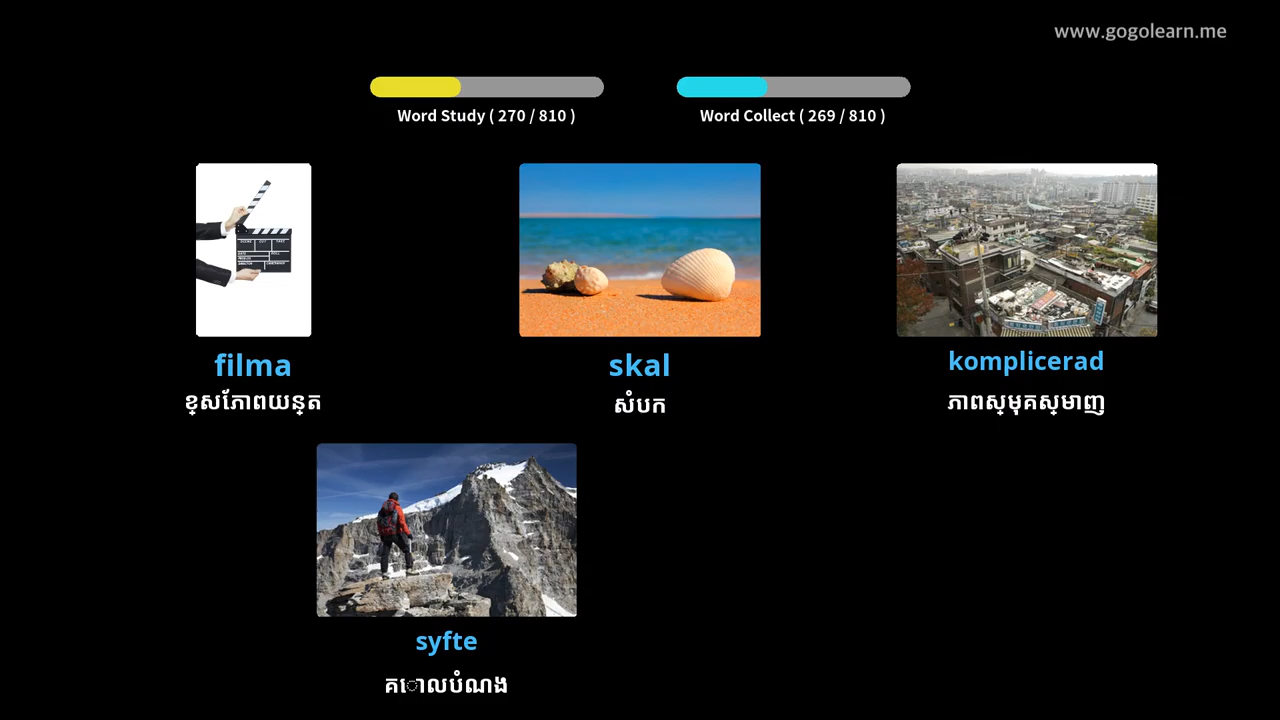 www.gogolearn.me
Word Study ( 270 / 810 )
Word Collect ( 269 / 810 )
filma
ខ្សែភាពយន្ត
skal
សំបក
komplicerad
ភាពស្មុគស្មាញ
syfte
គោលបំណង